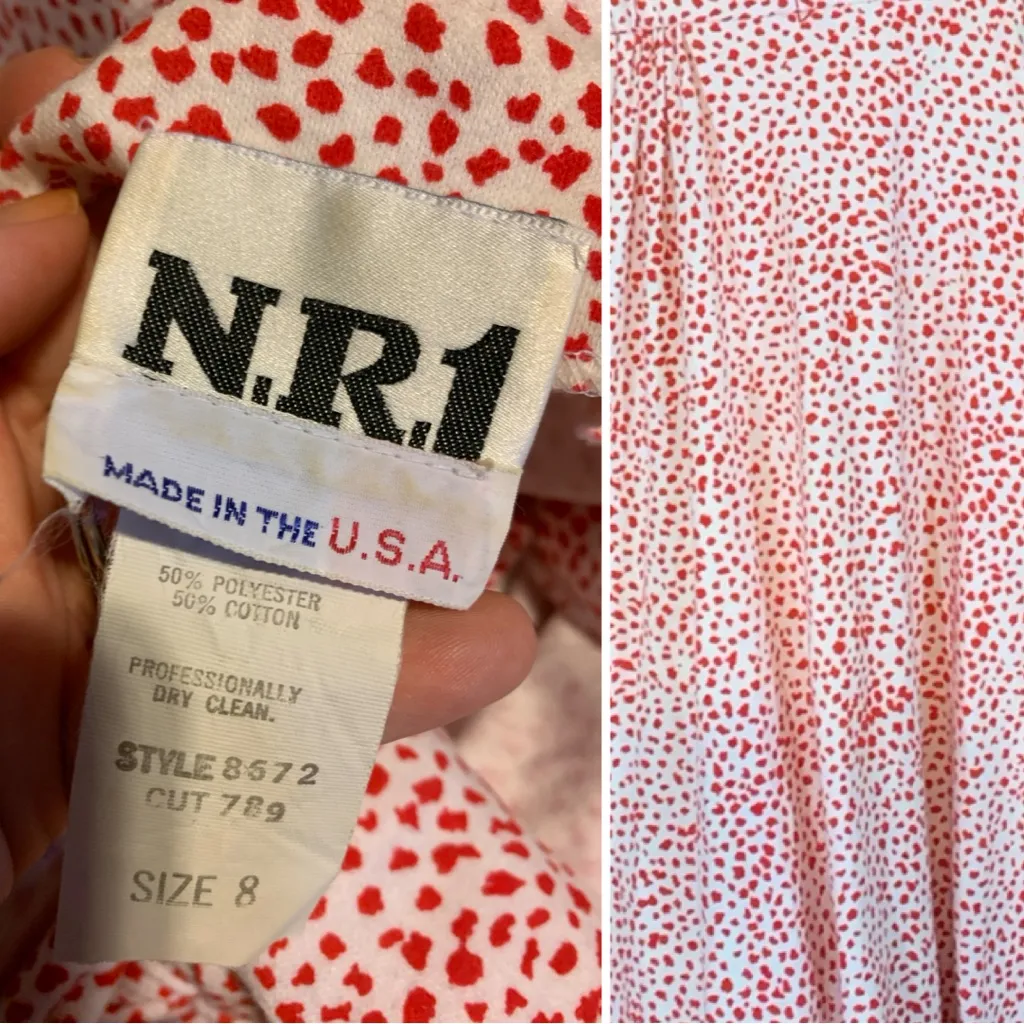 N.R.1
MADE IN THE U.S.A.
50% POLYESTER
50% COTTON
PROFESSIONALLY
DRY CLEAN.
STYLE 8672
CUT 789
SIZE 8